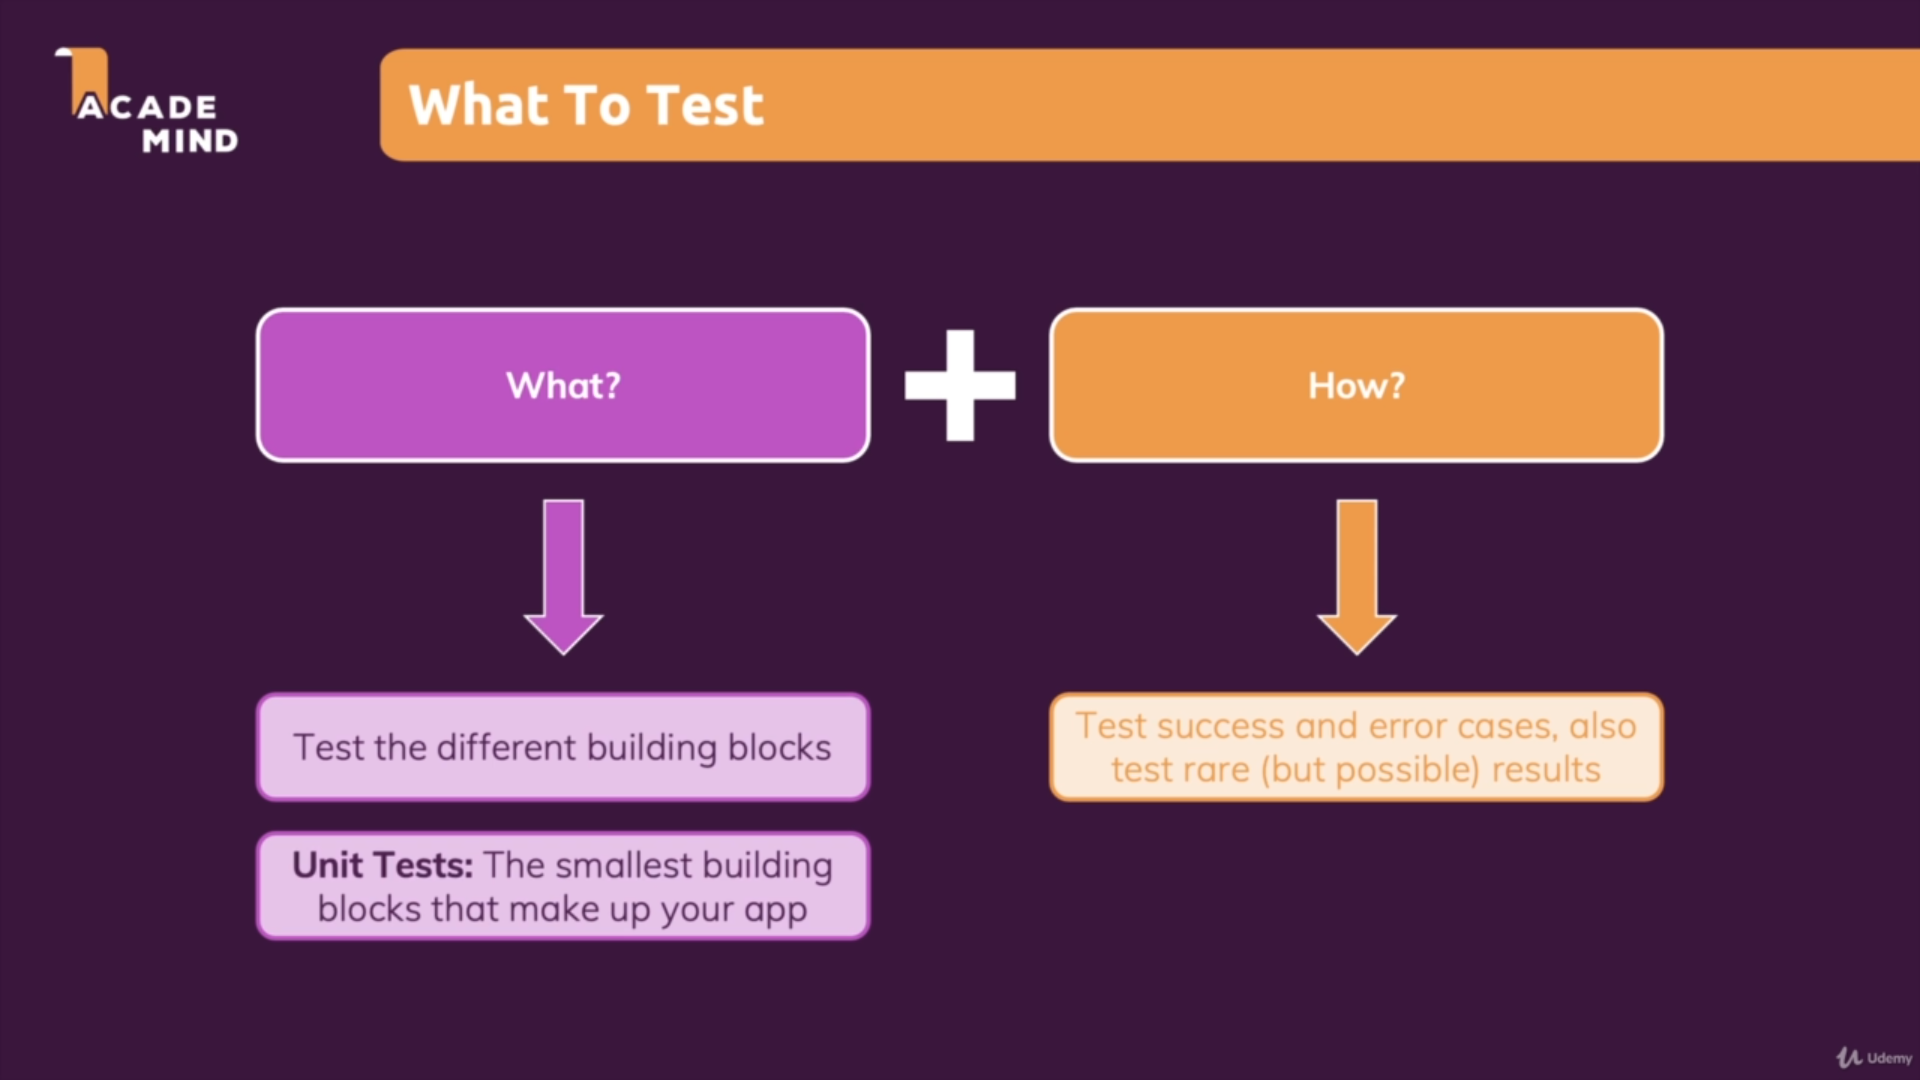 ACADE
MIND
What To Test
What?
How?
Test the different building blocks
Unit Tests: The smallest building
blocks that make up your app
Test success and error cases, also
test rare (but possible) results
Udemy